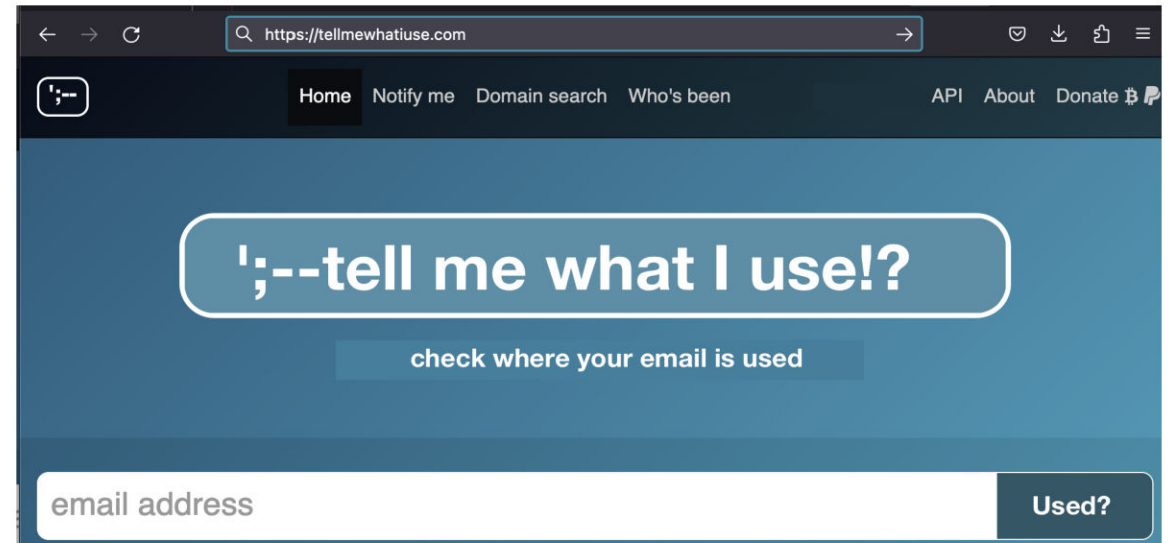 https://tellmewhatiuse.com
';-- Home Notify me Domain search Who's been API About Donate
';--tell me what I use!?
check where your email is used
email address Used?